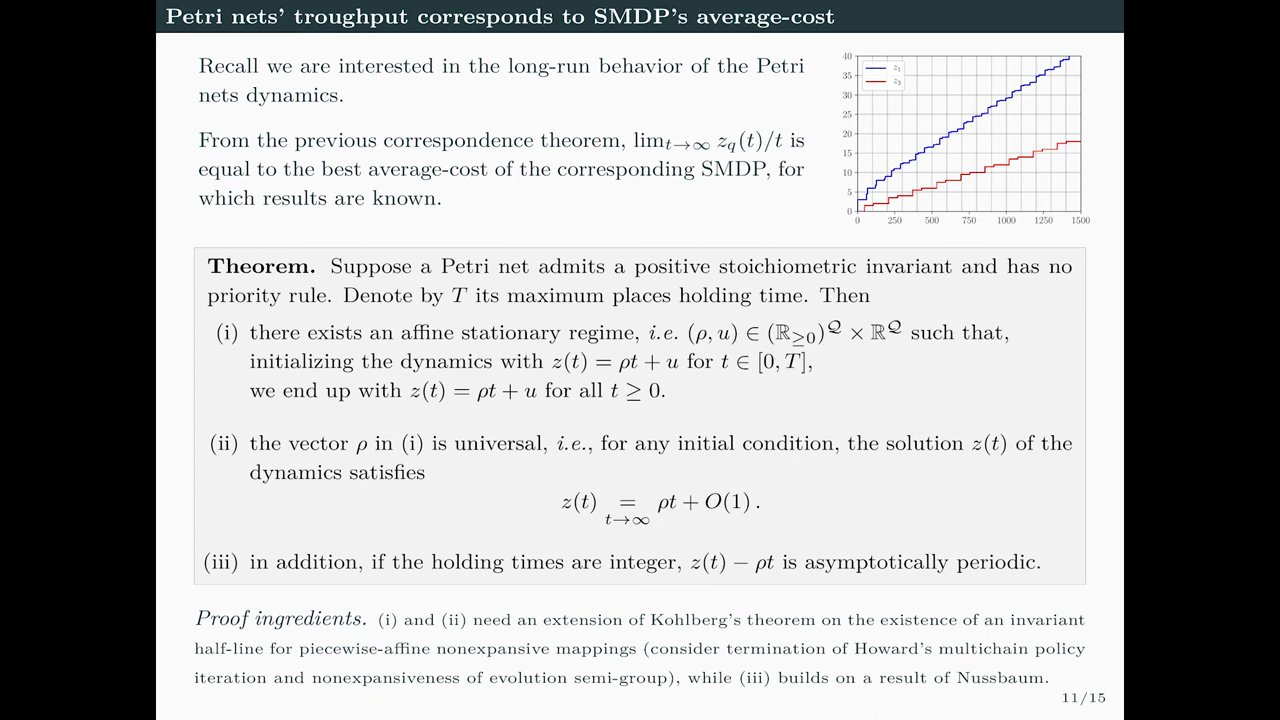 Petri nets' troughput corresponds to SMDP's average-cost
Recall we are interested in the long-run behavior of the Petri
nets dynamics.
From the previous correspondence theorem, lim_{t→∞} z_q(t)/t is
equal to the best average-cost of the corresponding SMDP, for
which results are known.
40
35
30
25
20
15
10
5
0
z₁
z₃
0 250 500 750 1000 1250 1500
Theorem. Suppose a Petri net admits a positive stoichiometric invariant and has no
priority rule. Denote by T its maximum places holding time. Then
(i) there exists an affine stationary regime, i.e. (ρ, u) ∈ (ℝ≥0)^𝒬 × ℝ^𝒬 such that,
initializing the dynamics with z(t) = ρt + u for t ∈ [0, T],
we end up with z(t) = ρt + u for all t ≥ 0.
(ii) the vector ρ in (i) is universal, i.e., for any initial condition, the solution z(t) of the
dynamics satisfies
z(t) = ρt + O(1) .
t→∞
(iii) in addition, if the holding times are integer, z(t) − ρt is asymptotically periodic.
Proof ingredients. (i) and (ii) need an extension of Kohlberg's theorem on the existence of an invariant
half-line for piecewise-affine nonexpansive mappings (consider termination of Howard's multichain policy
iteration and nonexpansiveness of evolution semi-group), while (iii) builds on a result of Nussbaum.
11/15